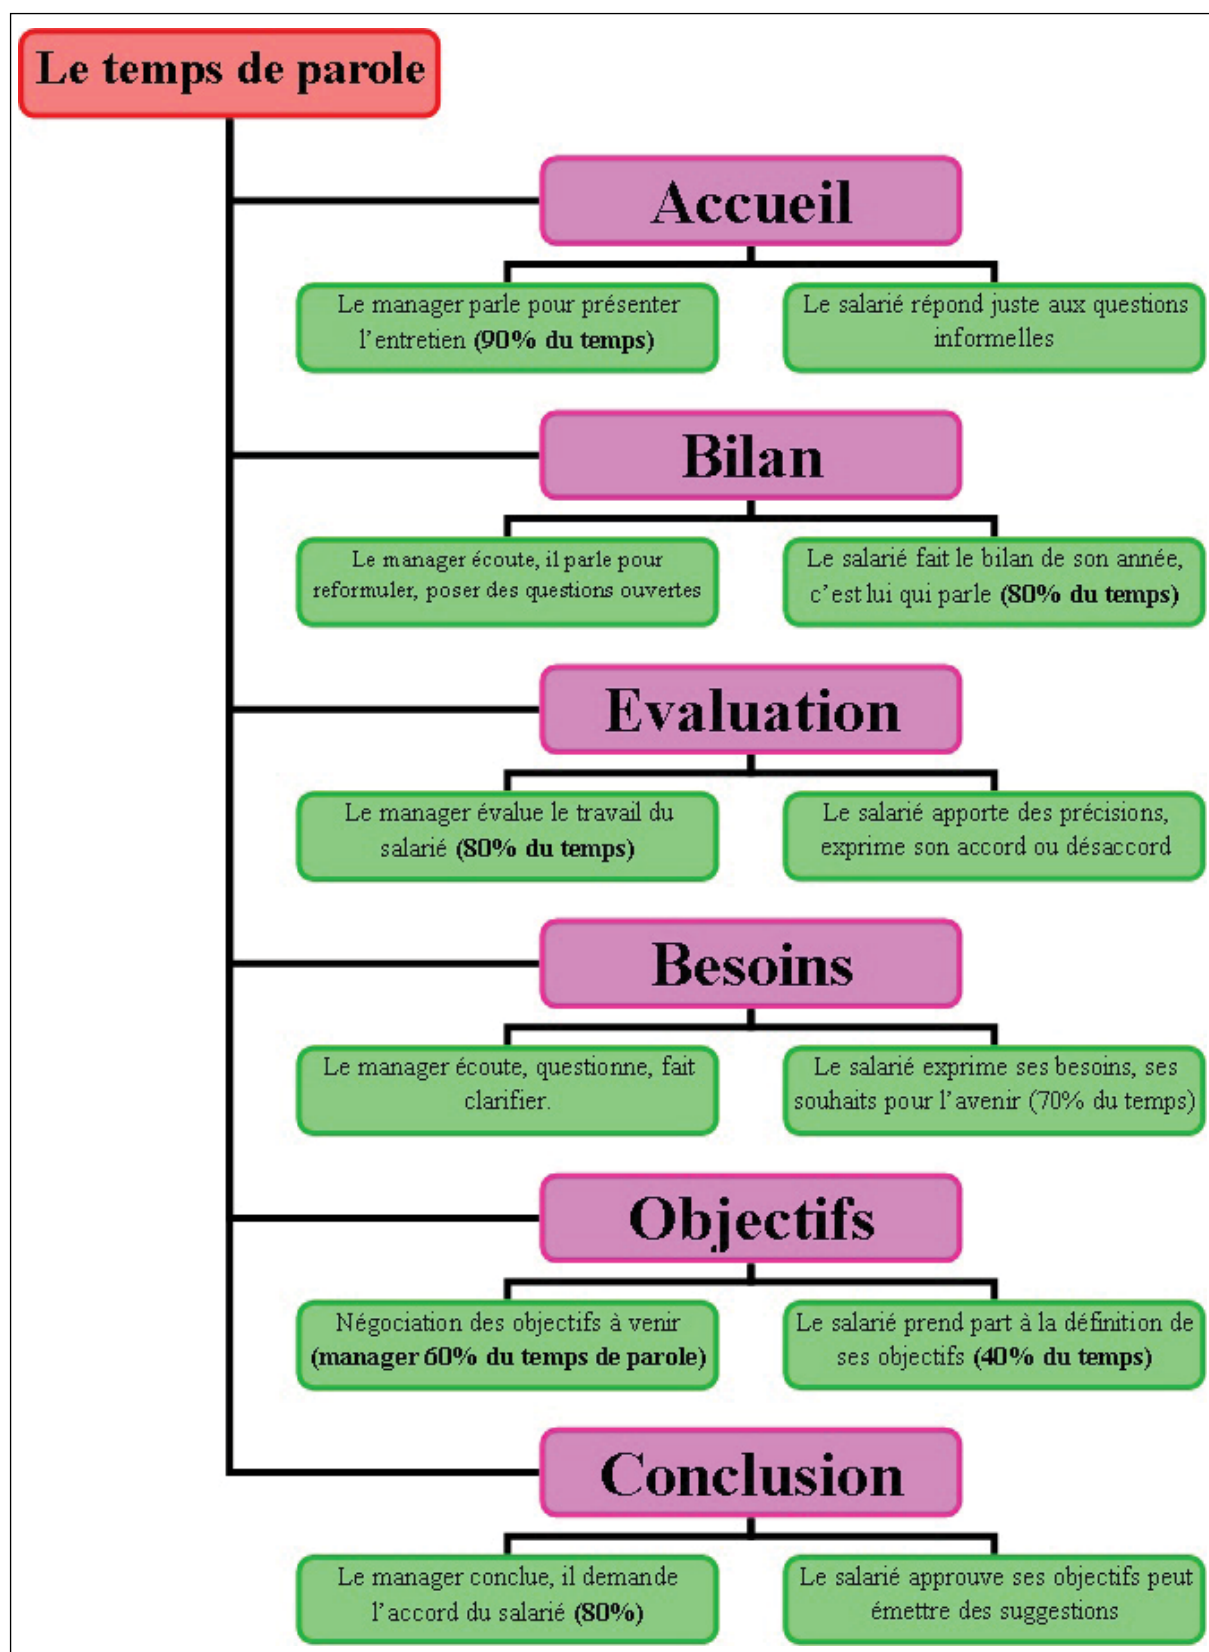 Le temps de parole
Accueil
Le manager parle pour présenter
l'entretien (90% du temps)
Le salarié répond juste aux questions
informelles
Bilan
Le manager écoute, il parle pour
reformuler, poser des questions ouvertes
Le salarié fait le bilan de son année,
c'est lui qui parle (80% du temps)
Evaluation
Le manager évalue le travail du
salarié (80% du temps)
Le salarié apporte des précisions,
exprime son accord ou désaccord
Besoins
Le manager écoute, questionne, fait
clarifier.
Le salarié exprime ses besoins, ses
souhaits pour l'avenir (70% du temps)
Objectifs
Négociation des objectifs à venir
(manager 60% du temps de parole)
Le salarié prend part à la définition de
ses objectifs (40% du temps)
Conclusion
Le manager conclue, il demande
l'accord du salarié (80%)
Le salarié approuve ses objectifs peut
émettre des suggestions